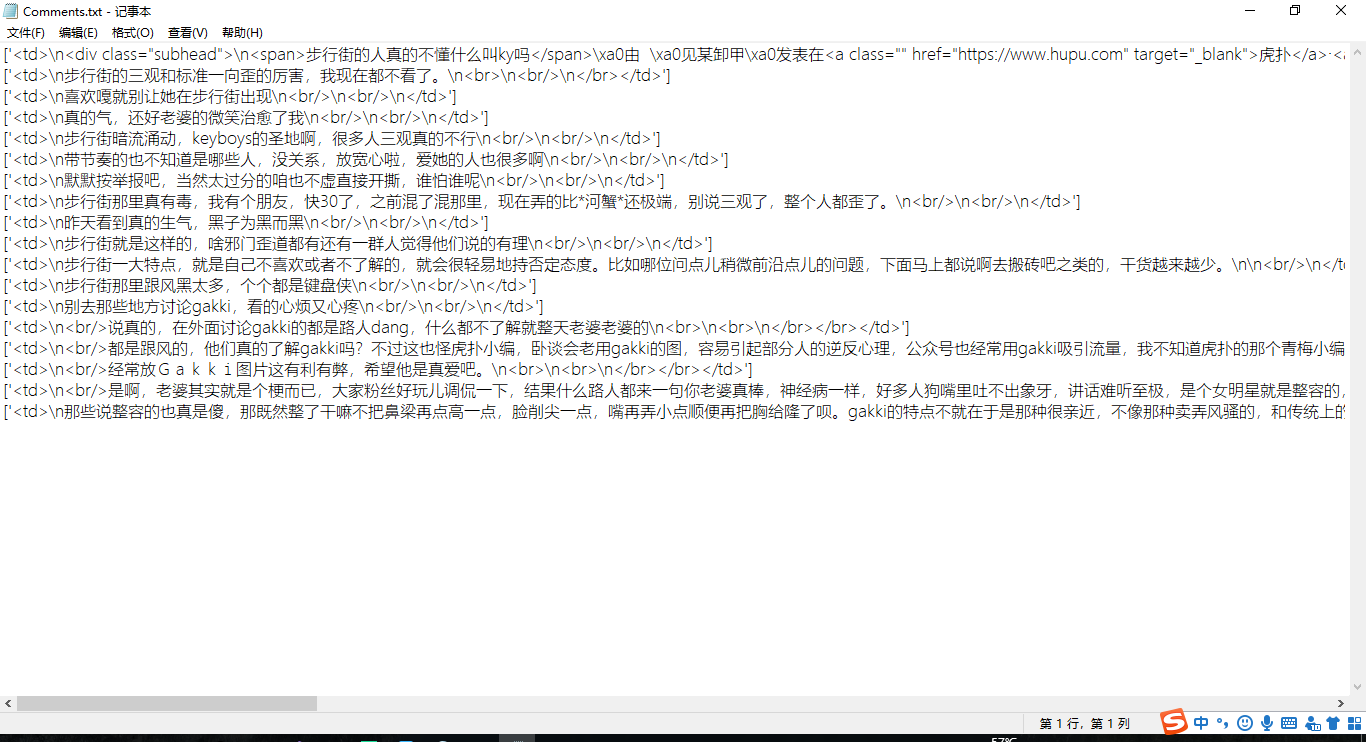 Comments.txt - 记事本
文件(F) 编辑(E) 格式(O) 查看(V) 帮助(H)
['<td>\n<div class="subhead">\n<span>步行街的人真的不懂什么叫ky吗</span>\xa0由  \xa0见某卸甲\xa0发表在<a class="" href="https://www.hupu.com" target="_blank">虎扑</a>·<
['<td>\n步行街的三观和标准一向歪的厉害，我现在都不看了。\n<br>\n<br/>\n</br></td>']
['<td>\n喜欢嘎就别让她在步行街出现\n<br/>\n<br/>\n</td>']
['<td>\n真的气，还好老婆的微笑治愈了我\n<br/>\n<br/>\n</td>']
['<td>\n步行街暗流涌动，keyboys的圣地啊，很多人三观真的不行\n<br/>\n<br/>\n</td>']
['<td>\n带节奏的也不知道是哪些人，没关系，放宽心啦，爱她的人也很多啊\n<br/>\n<br/>\n</td>']
['<td>\n默默按举报吧，当然太过分的咱也不虚直接开撕，谁怕谁呢\n<br/>\n<br/>\n</td>']
['<td>\n步行街那里真有毒，我有个朋友，快30了，之前混了混那里，现在弄的比*河蟹*还极端，别说三观了，整个人都歪了。\n<br/>\n<br/>\n</td>']
['<td>\n昨天看到真的生气，黑子为黑而黑\n<br/>\n<br/>\n</td>']
['<td>\n步行街就是这样的，啥邪门歪道都有还有一群人觉得他们说的有理\n<br/>\n<br/>\n</td>']
['<td>\n步行街一大特点，就是自己不喜欢或者不了解的，就会很轻易地持否定态度。比如哪位问点儿稍微前沿点儿的问题，下面马上都说啊去搬砖吧之类的，干货越来越少。\n\n<br/>\n</t
['<td>\n步行街那里跟风黑太多，个个都是键盘侠\n<br/>\n<br/>\n</td>']
['<td>\n别去那些地方讨论gakki，看的心烦又心疼\n<br/>\n<br/>\n</td>']
['<td>\n<br/>说真的，在外面讨论gakki的都是路人dang，什么都不了解就整天老婆老婆的\n<br>\n<br>\n</br></br></td>']
['<td>\n<br/>都是跟风的，他们真的了解gakki吗？不过这也怪虎扑小编，卧谈会老用gakki的图，容易引起部分人的逆反心理，公众号也经常用gakki吸引流量，我不知道虎扑的那个青梅小编
['<td>\n<br/>经常放Ｇａｋｋｉ图片这有利有弊，希望他是真爱吧。\n<br>\n<br>\n</br></br></td>']
['<td>\n<br/>是啊，老婆其实就是个梗而已，大家粉丝好玩儿调侃一下，结果什么路人都来一句你老婆真棒，神经病一样，好多人狗嘴里吐不出象牙，讲话难听至极，是个女明星就是整容的，
['<td>\n那些说整容的也真是傻，那既然整了干嘛不把鼻梁再点高一点，脸削尖一点，嘴再弄小点顺便再把胸给隆了呗。gakki的特点不就在于是那种很亲近，不像那种卖弄风骚的，和传统上的
第 1 行，第 1 列
中